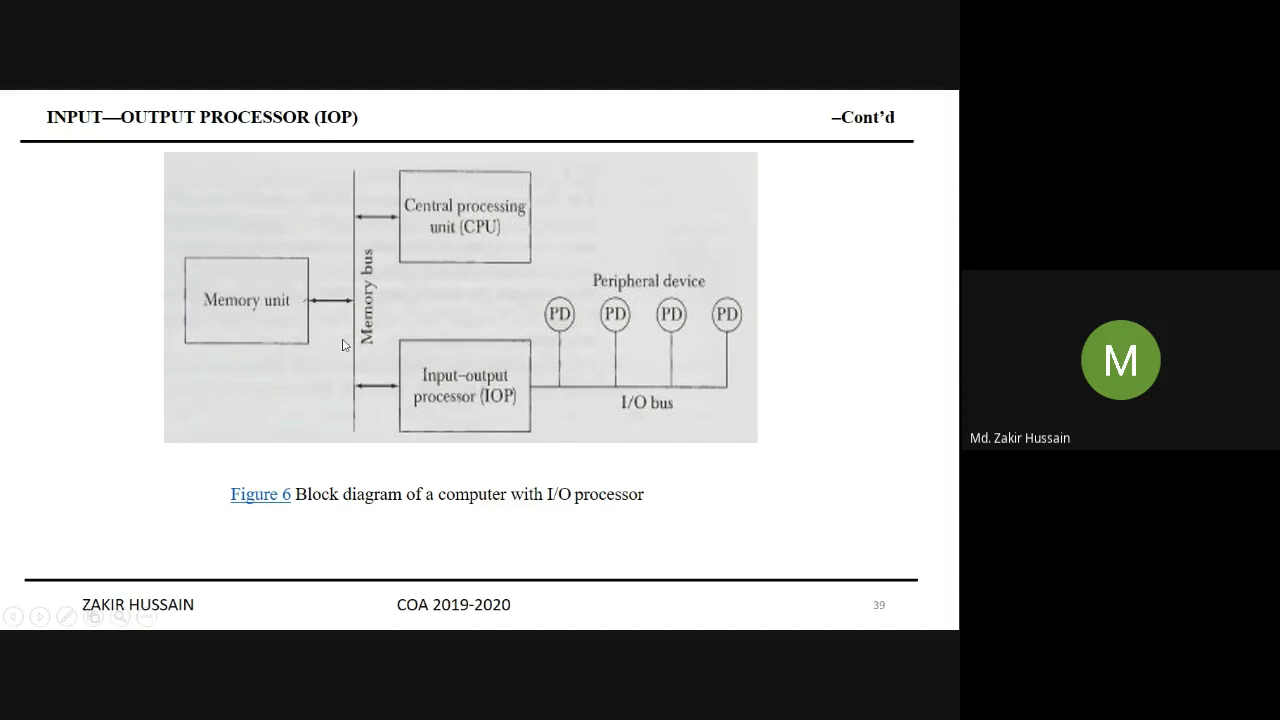 INPUT—OUTPUT PROCESSOR (IOP)
–Cont’d
Central processing
unit (CPU)
Memory unit
Memory bus
Peripheral device
PD
PD
PD
PD
Input–output
processor (IOP)
I/O bus
Figure 6 Block diagram of a computer with I/O processor
ZAKIR HUSSAIN
COA 2019-2020
39
M
Md. Zakir Hussain